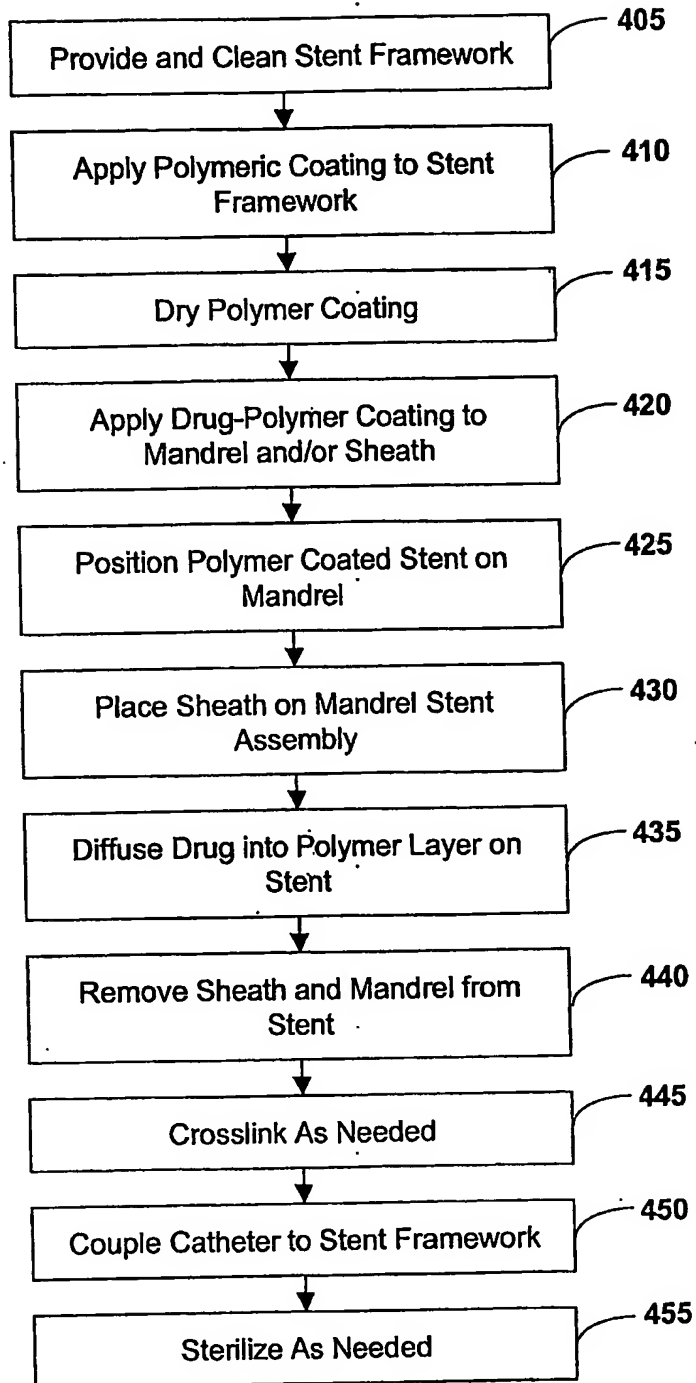 405
Provide and Clean Stent Framework
410
Apply Polymeric Coating to Stent
Framework
415
Dry Polymer Coating
420
Apply Drug-Polymer Coating to
Mandrel and/or Sheath
425
Position Polymer Coated Stent on
Mandrel
430
Place Sheath on Mandrel Stent
Assembly
435
Diffuse Drug into Polymer Layer on
Stent
440
Remove Sheath and Mandrel from
Stent
445
Crosslink As Needed
450
Couple Catheter to Stent Framework
455
Sterilize As Needed